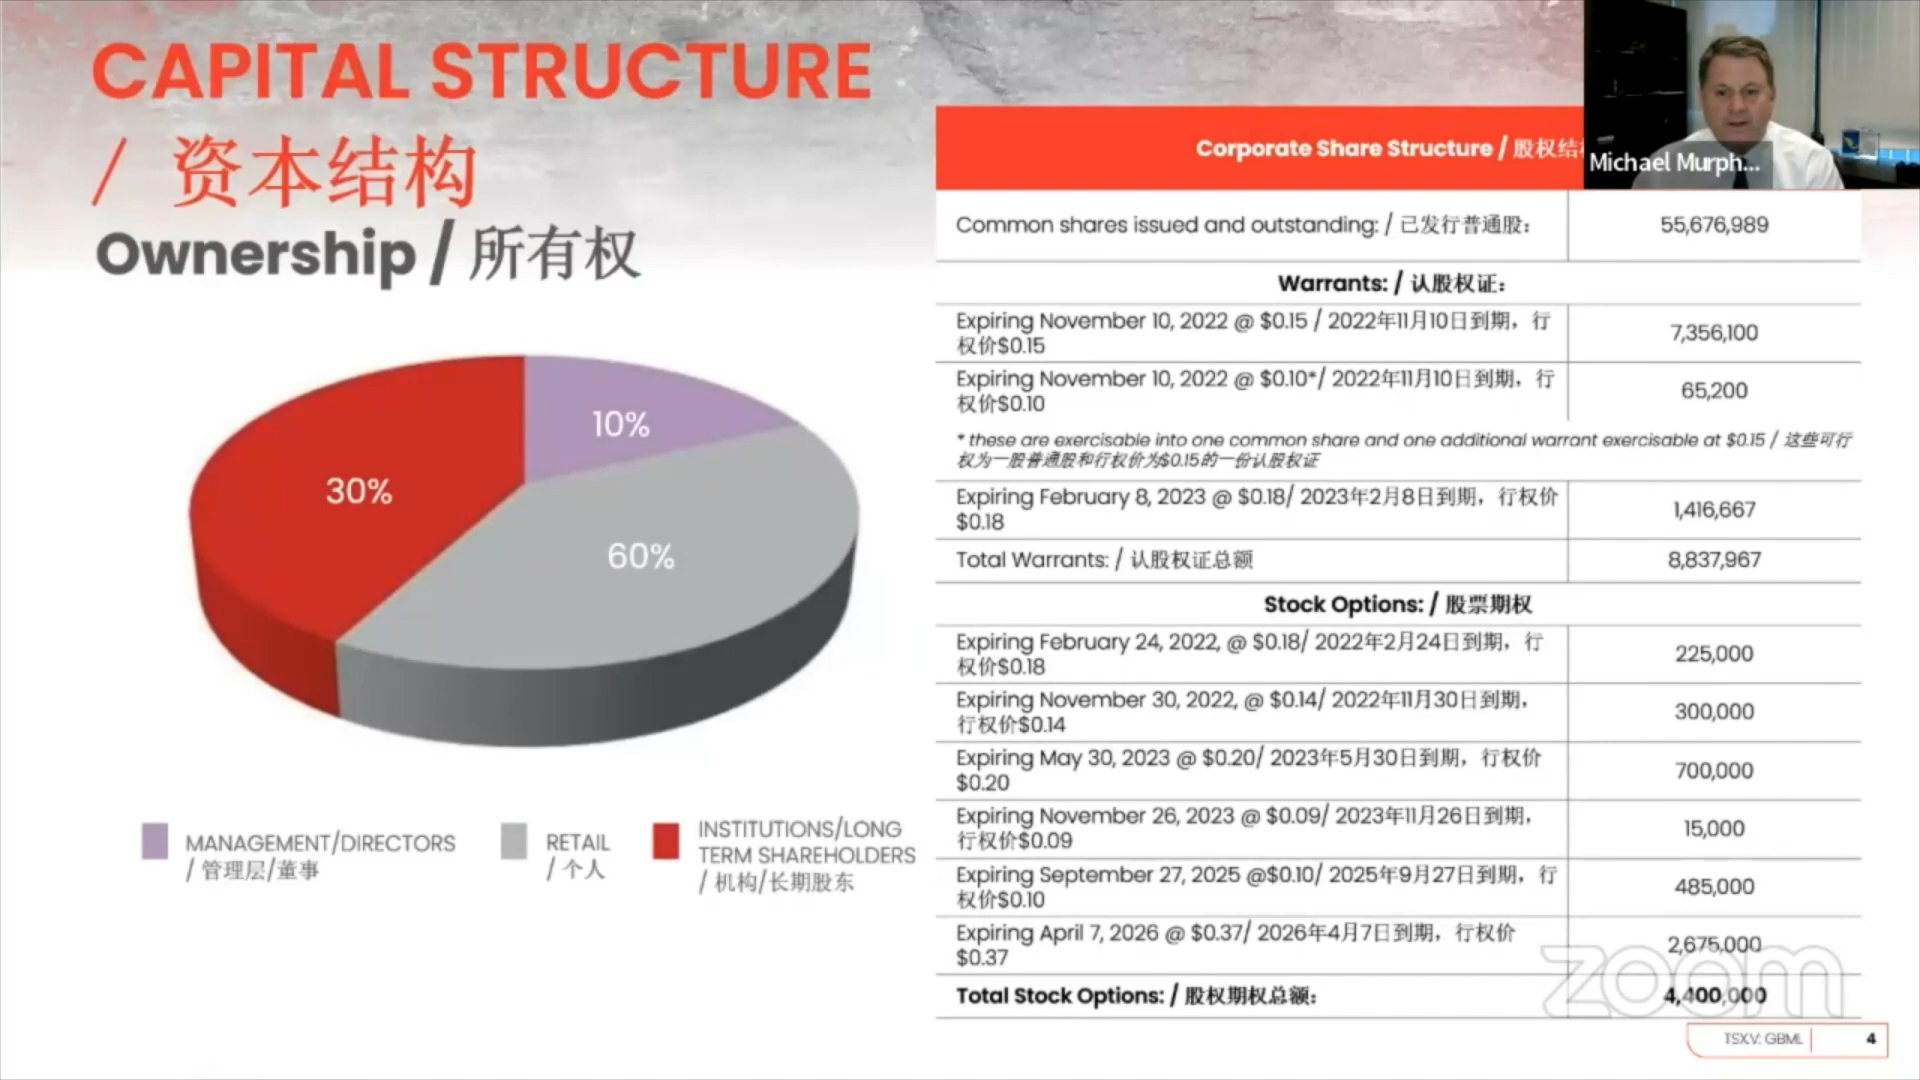 CAPITAL STRUCTURE
/ 资本结构
Ownership / 所有权
10%
30%
60%
MANAGEMENT/DIRECTORS
/ 管理层/董事
RETAIL
/ 个人
INSTITUTIONS/LONG
TERM SHAREHOLDERS
/ 机构/长期股东
Corporate Share Structure / 股权结
Michael Murph...
Common shares issued and outstanding: / 已发行普通股: 55,676,989
Warrants: / 认股权证:
Expiring November 10, 2022 @ $0.15 / 2022年11月10日到期，行
权价$0.15
7,356,100
Expiring November 10, 2022 @ $0.10*/ 2022年11月10日到期，行
权价$0.10
65,200
* these are exercisable into one common share and one additional warrant exercisable at $0.15 / 这些可行
权为一股普通股和行权价为$0.15的一份认股权证
Expiring February 8, 2023 @ $0.18/ 2023年2月8日到期，行权价
$0.18
1,416,667
Total Warrants: / 认股权证总额 8,837,967
Stock Options: / 股票期权
Expiring February 24, 2022, @ $0.18/ 2022年2月24日到期，行
权价$0.18
225,000
Expiring November 30, 2022, @ $0.14/ 2022年11月30日到期，
行权价$0.14
300,000
Expiring May 30, 2023 @ $0.20/ 2023年5月30日到期，行权价
$0.20
700,000
Expiring November 26, 2023 @ $0.09/ 2023年11月26日到期，
行权价$0.09
15,000
Expiring September 27, 2025 @$0.10/ 2025年9月27日到期，行
权价$0.10
485,000
Expiring April 7, 2026 @ $0.37/ 2026年4月7日到期，行权价
$0.37
2,675,000
Total Stock Options: / 股权期权总额: 4,400,000
zoom
TSX.V: GBML 4